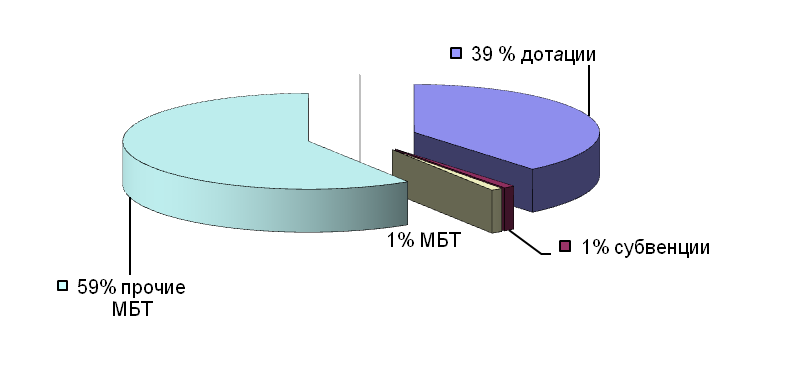 39 % дотации
1% МБТ
1% субвенции
59% прочие
МБТ